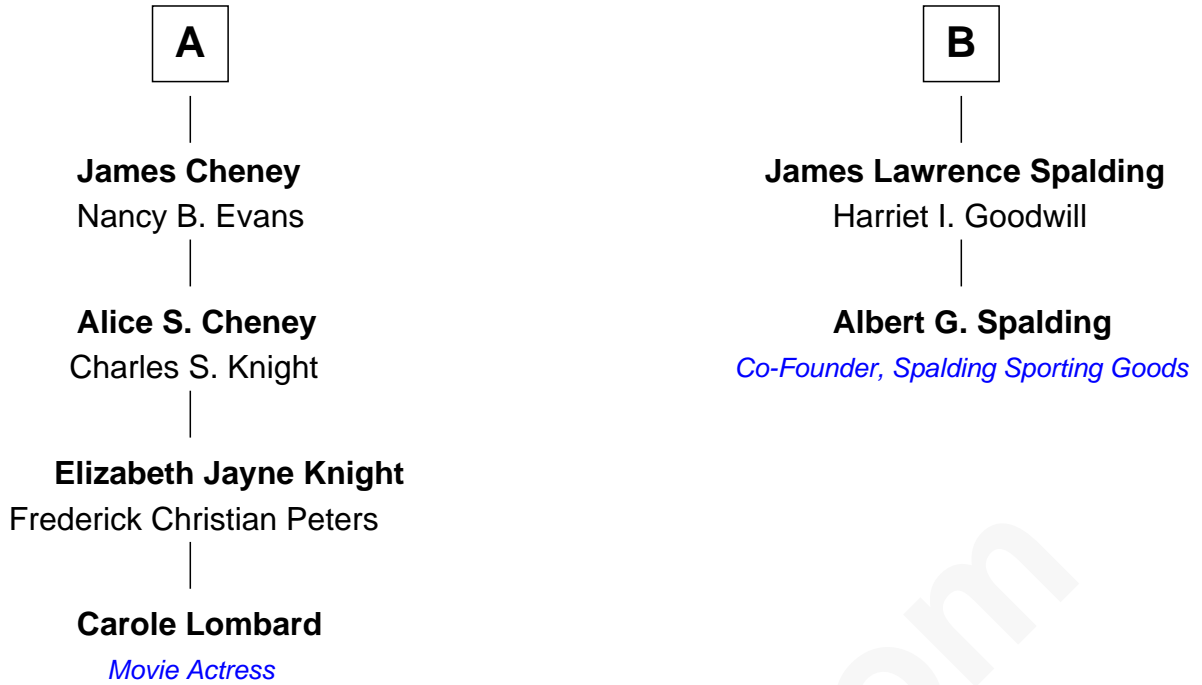 A
James Cheney
Nancy B. Evans
Alice S. Cheney
Charles S. Knight
Elizabeth Jayne Knight
Frederick Christian Peters
Carole Lombard
Movie Actress
B
James Lawrence Spalding
Harriet I. Goodwill
Albert G. Spalding
Co-Founder, Spalding Sporting Goods